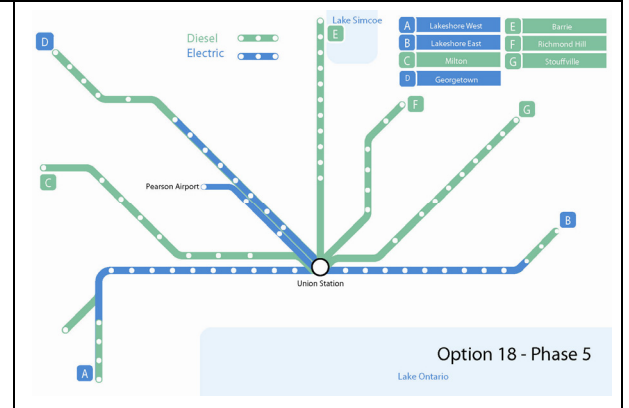 Lake Simcoe
Diesel
Electric
A Lakeshore West
B Lakeshore East
C Milton
D Georgetown
E Barrie
F Richmond Hill
G Stouffville
D
E
F
G
Pearson Airport
C
B
Union Station
A
Option 18 - Phase 5
Lake Ontario